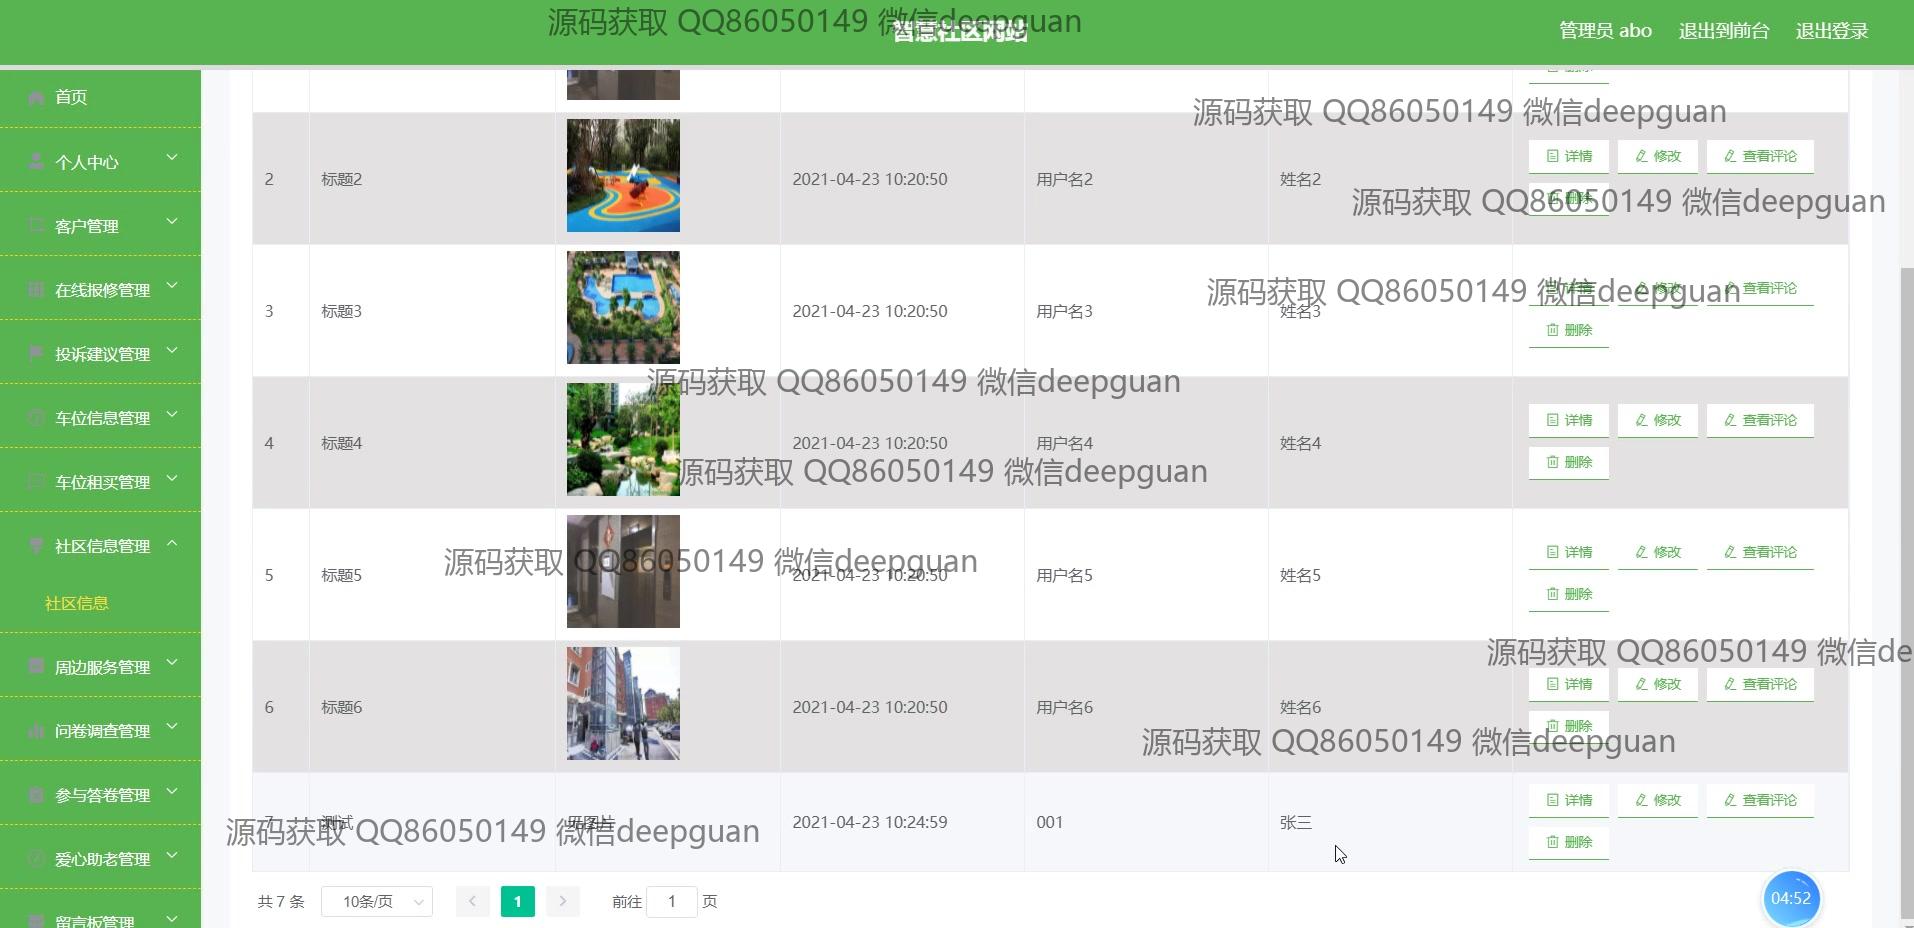 源码获取 QQ86050149 微信deepguan
智慧社区网站
管理员 abo 退出到前台 退出登录
首页
个人中心
客户管理
在线报修管理
投诉建议管理
车位信息管理
车位租买管理
社区信息管理
社区信息
周边服务管理
问卷调查管理
参与答卷管理
爱心助老管理
留言板管理
源码获取 QQ86050149 微信deepguan
2 标题2 2021-04-23 10:20:50 用户名2 姓名2 详情 修改 查看评论
删除
源码获取 QQ86050149 微信deepguan
源码获取 QQ86050149 微信deepguan
3 标题3 2021-04-23 10:20:50 用户名3 姓名3 详情 修改 查看评论
删除
源码获取 QQ86050149 微信deepguan
4 标题4 2021-04-23 10:20:50 用户名4 姓名4 详情 修改 查看评论
删除
源码获取 QQ86050149 微信deepguan
源码获取 QQ86050149 微信deepguan
5 标题5 2021-04-23 10:20:50 用户名5 姓名5 详情 修改 查看评论
删除
源码获取 QQ86050149 微信de
6 标题6 2021-04-23 10:20:50 用户名6 姓名6 详情 修改 查看评论
删除
源码获取 QQ86050149 微信deepguan
7 测试 无图片 2021-04-23 10:24:59 001 张三 详情 修改 查看评论
删除
源码获取 QQ86050149 微信deepguan
共 7 条 10条/页 1 前往 1 页
04:52